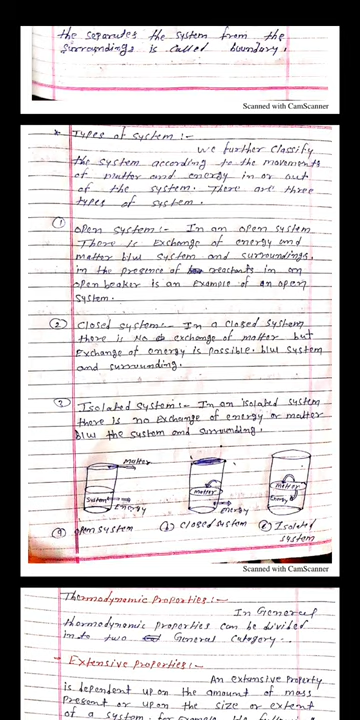 the separates the system from the
surroundings is called boundary.
Scanned with CamScanner
* Types of system :-
We further classify
the system according to the movements
of matter and energy in or out
of the system. There are three
types of system.
① open system :- In an open system
There is exchange of energy and
matter b/w system and surroundings.
in the presence of reactants in an
open beaker is an example of an open
system.
② Closed system :- In a closed system
there is no exchange of matter but
exchange of energy is possible. b/w system
and surrounding.
③ Isolated system :- In an isolated system
there is no exchange of energy or matter
b/w the system and surrounding.
matter
system
energy
matter
energy
matter
energy
open system
closed system
Isolated
system
Scanned with CamScanner
Thermodynamic Properties :-
In General
thermodynamic properties can be divided
into two General Catogery.
Extensive properties :-
An extensive property
is dependent upon the amount of mass
present or upon the size or extent
of a system. for example